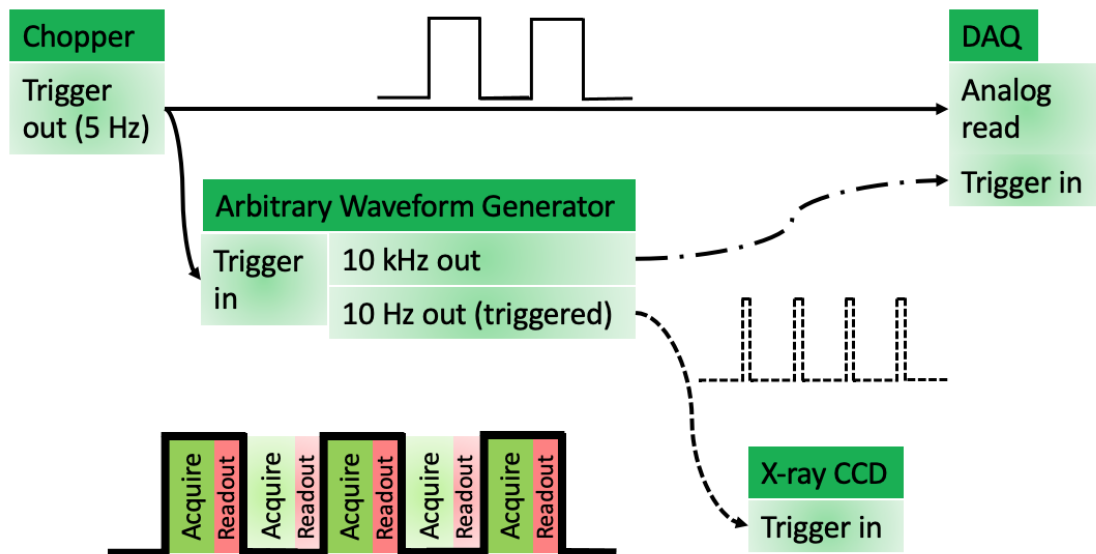 Chopper
Trigger
out (5 Hz)
DAQ
Analog
read
Trigger in
Arbitrary Waveform Generator
Trigger
in
10 kHz out
10 Hz out (triggered)
X-ray CCD
Trigger in
Acquire
Readout
Acquire
Readout
Acquire
Readout
Acquire
Readout
Acquire
Readout